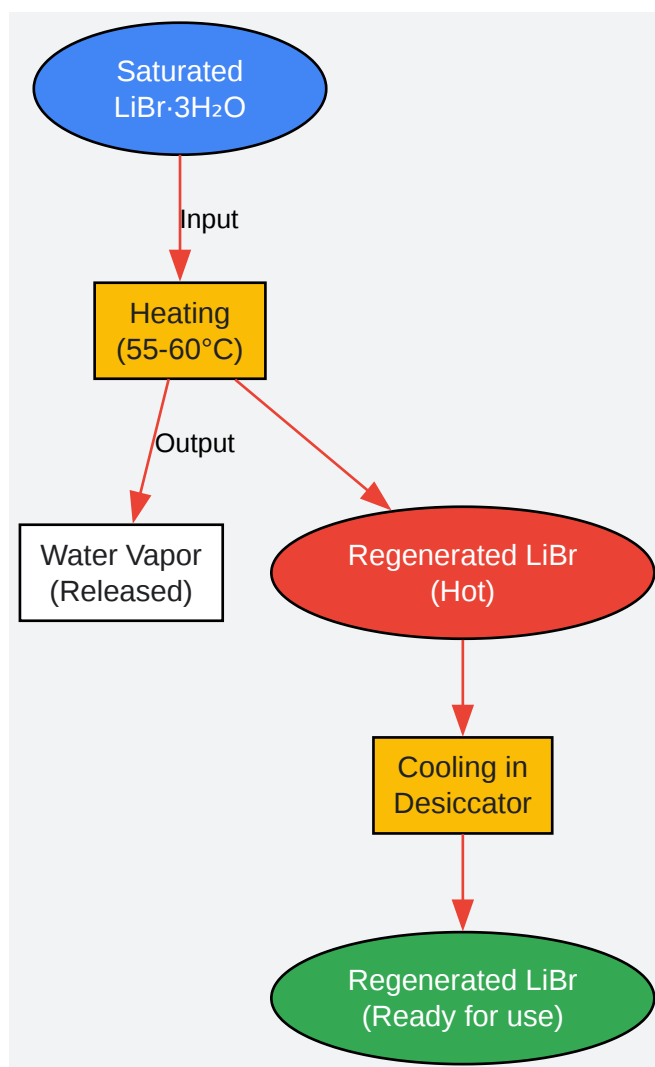 Saturated
LiBr·3H₂O
Input
Heating
(55-60°C)
Output
Water Vapor
(Released)
Regenerated LiBr
(Hot)
Cooling in
Desiccator
Regenerated LiBr
(Ready for use)